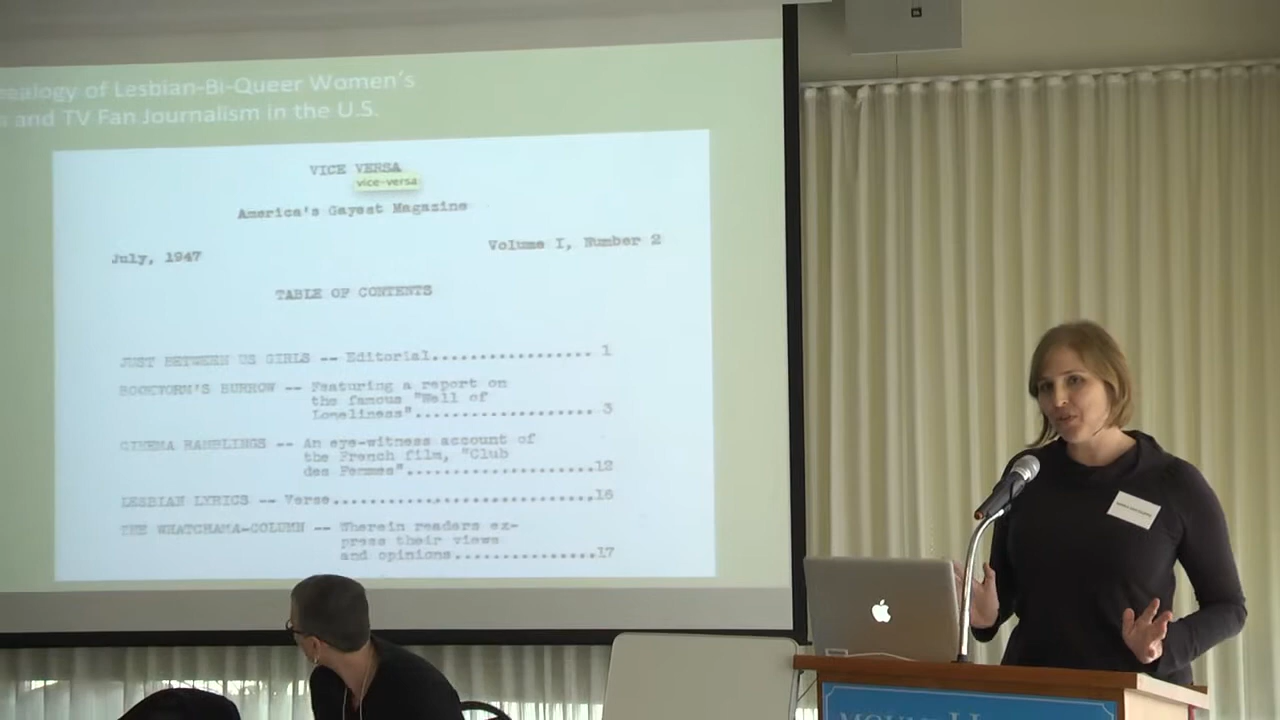 ealogy of Lesbian-Bi-Queer Women's
and TV Fan Journalism in the U.S.
VICE VERSA
vice-versa
America's Gayest Magazine
July, 1947
Volume I, Number 2
TABLE OF CONTENTS
JUST BETWEEN US GIRLS -- Editorial................. 1
BOOKWORM'S BURROW -- Featuring a report on
the famous "Well of
Loneliness"...................... 3
CINEMA RAMBLINGS -- An eye-witness account of
the French film, "Club
des Femmes"....................12
LESBIAN LYRICS -- Verse............................16
THE WHATCHAMA-COLUMN -- Wherein readers ex-
press their views
and opinions...............17
MOUNT H